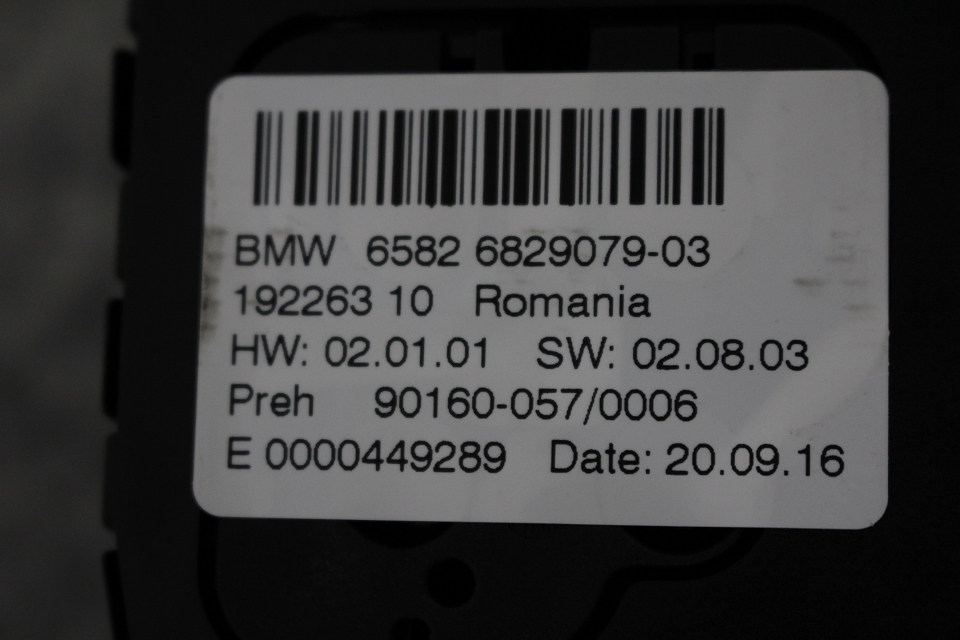 BMW 6582 6829079-03
192263 10 Romania
HW: 02.01.01 SW: 02.08.03
Preh 90160-057/0006
E 0000449289 Date: 20.09.16